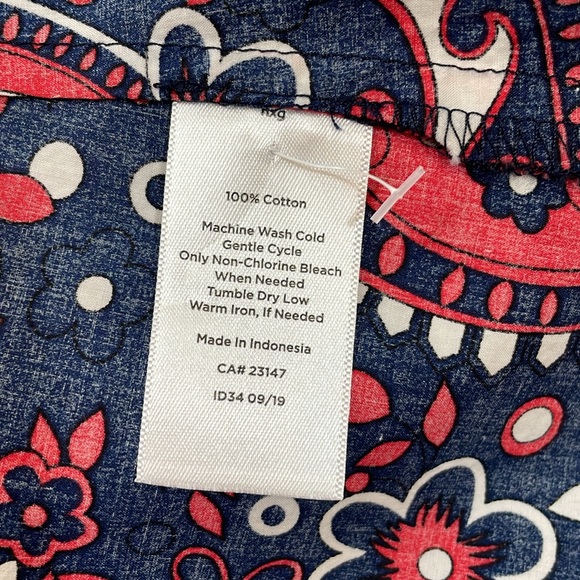 100% Cotton
Machine Wash Cold
Gentle Cycle
Only Non-Chlorine Bleach
When Needed
Tumble Dry Low
Warm Iron, If Needed
Made In Indonesia
CA# 23147
ID34 09/19